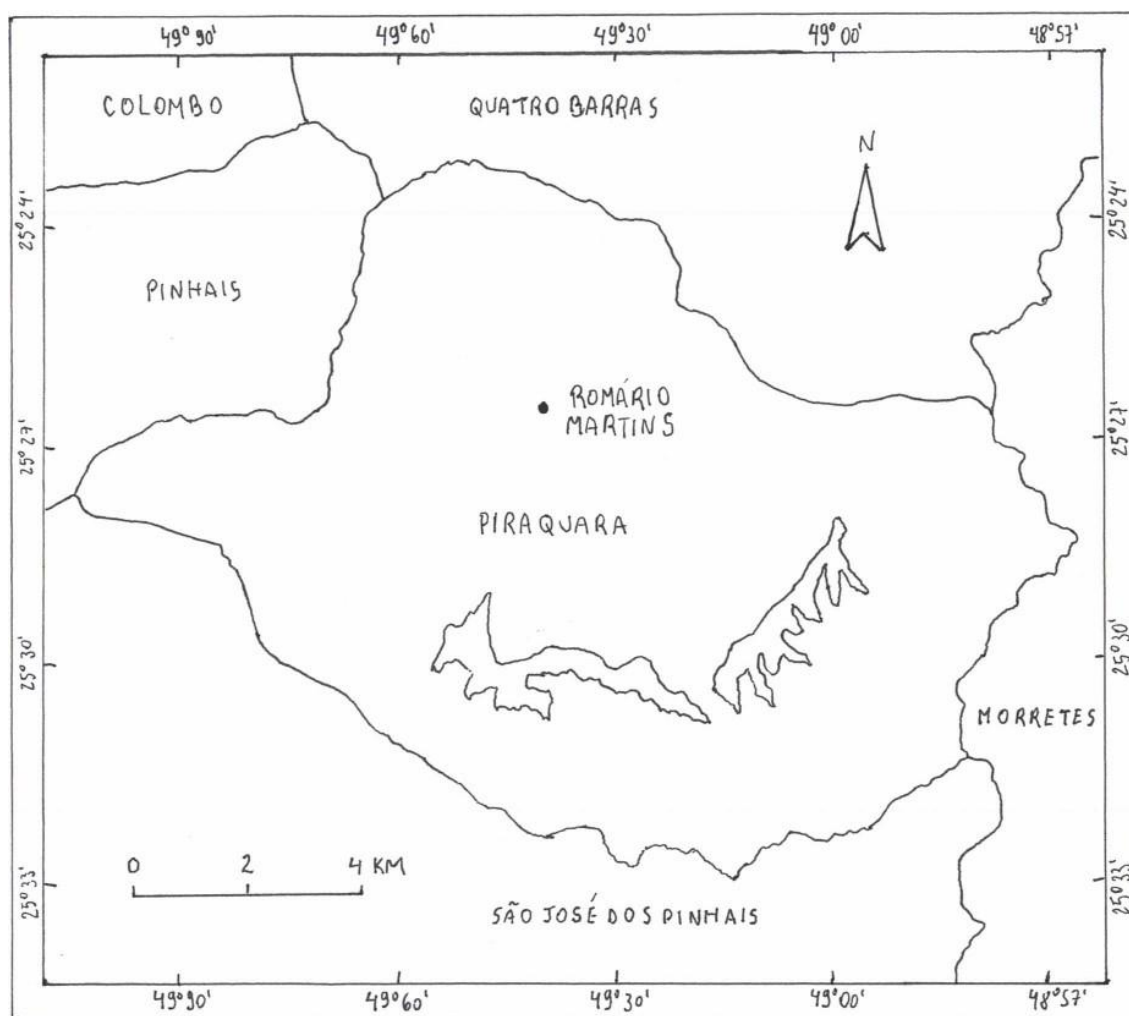 49°90'
49°60'
49°30'
49°00'
48°57'
COLOMBO
QUATRO BARRAS
N
25°24'
25°24'
PINHAIS
ROMÁRIO
MARTINS
25°27'
25°27'
PIRAQUARA
25°30'
25°30'
MORRETES
0 2 4 KM
25°33'
25°33'
SÃO JOSÉ DOS PINHAIS
49°90'
49°60'
49°30'
49°00'
48°57'